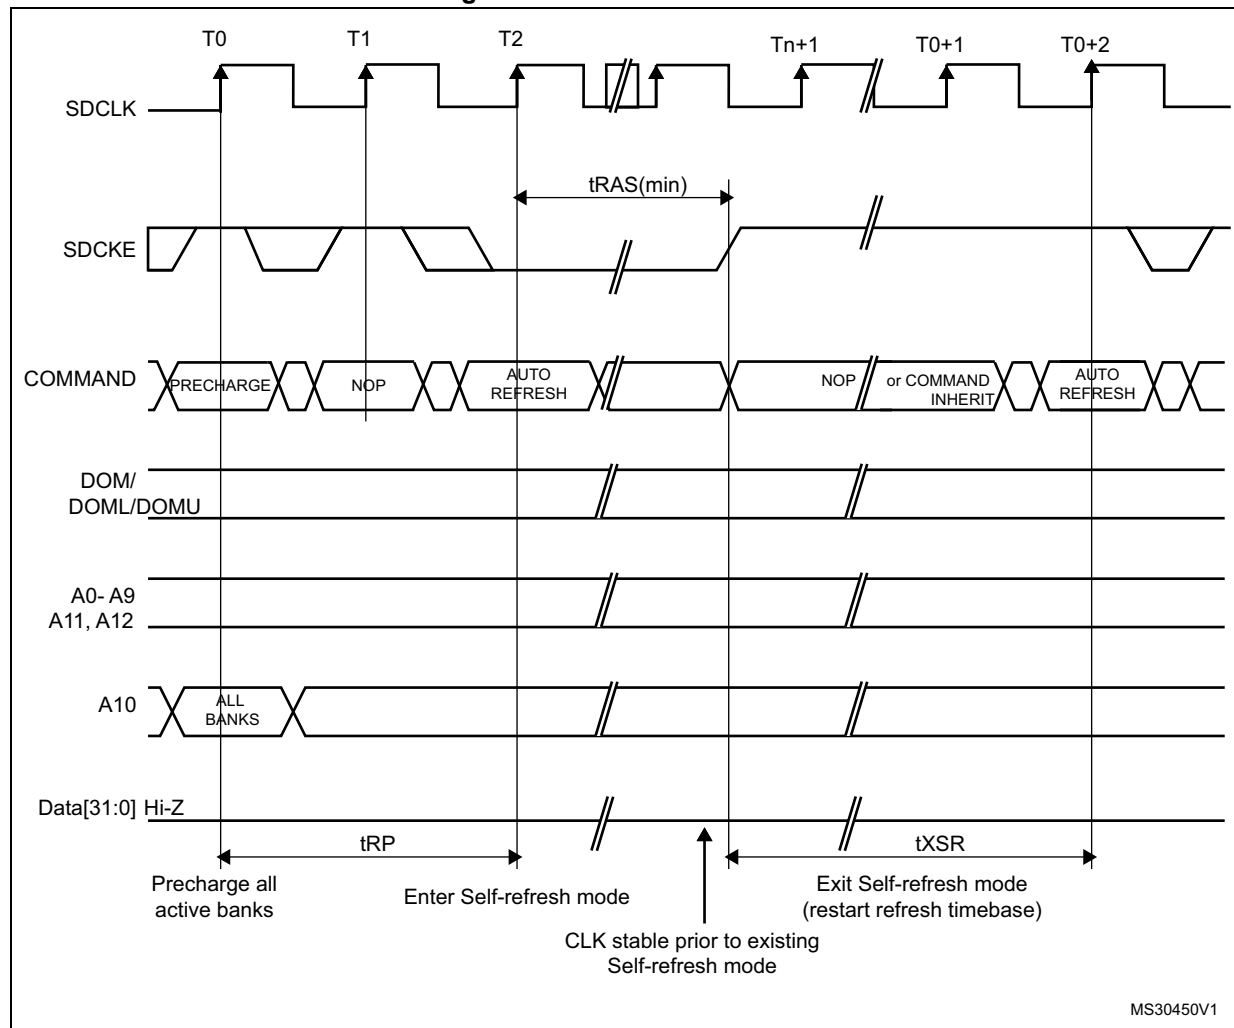 T0 T1 T2 Tn+1 T0+1 T0+2
SDCLK
tRAS(min)
SDCKE
COMMAND
PRECHARGE
NOP
AUTO
REFRESH
NOP
or COMMAND
INHERIT
AUTO
REFRESH
DOM/
DOML/DOMU
A0- A9
A11, A12
A10
ALL
BANKS
Data[31:0] Hi-Z
tRP
tXSR
Precharge all
active banks
Enter Self-refresh mode
Exit Self-refresh mode
(restart refresh timebase)
CLK stable prior to existing
Self-refresh mode
MS30450V1